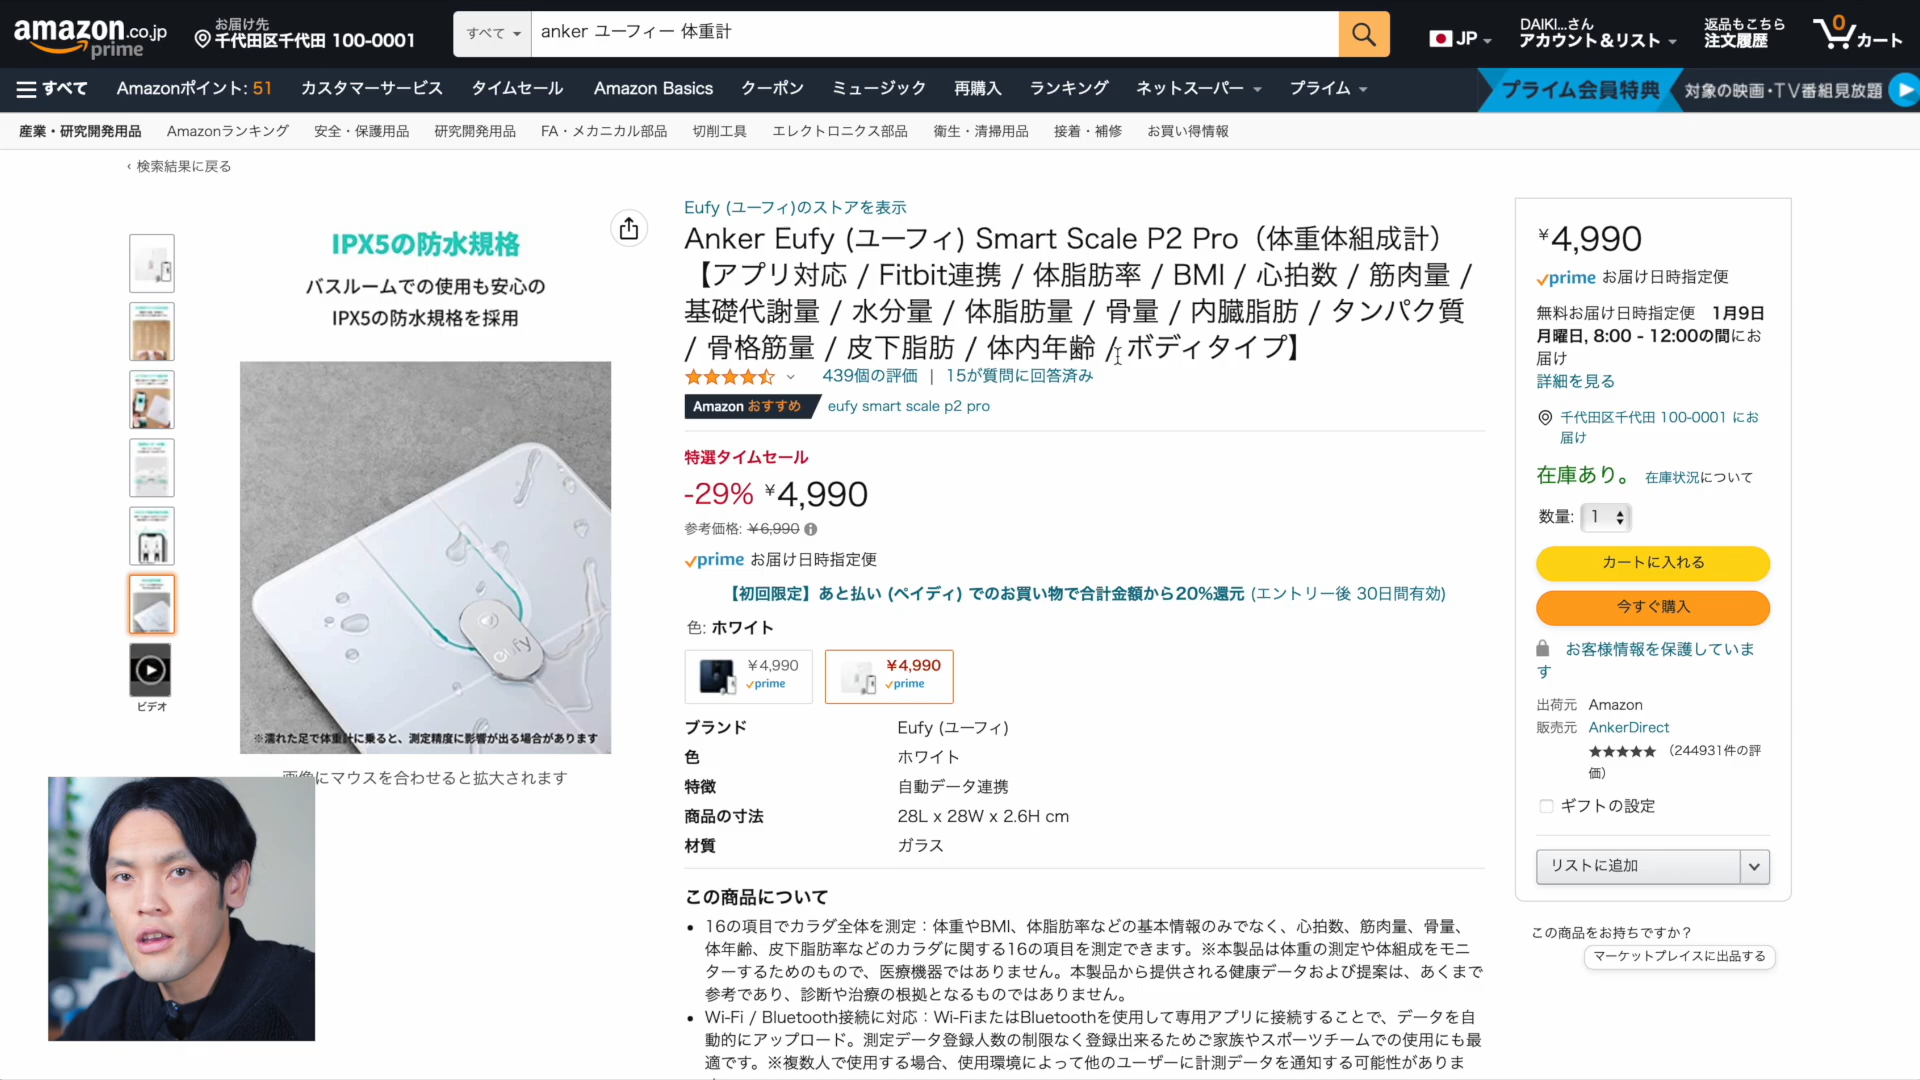 amazon.co.jp
prime
お届け先
千代田区千代田 100-0001
すべて
anker ユーフィー 体重計
JP
DAIKI...さん
アカウント＆リスト
返品もこちら
注文履歴
0
カート
すべて
Amazonポイント: 51
カスタマーサービス
タイムセール
Amazon Basics
クーポン
ミュージック
再購入
ランキング
ネットスーパー
プライム
プライム会員特典
対象の映画・TV番組見放題
産業・研究開発用品
Amazonランキング
安全・保護用品
研究開発用品
FA・メカニカル部品
切削工具
エレクトロニクス部品
衛生・清掃用品
接着・補修
お買い得情報
‹ 検索結果に戻る
IPX5の防水規格
バスルームでの使用も安心の
IPX5の防水規格を採用
eufy
※濡れた足で体重計に乗ると、測定精度に影響が出る場合があります
画像にマウスを合わせると拡大されます
ビデオ
Eufy (ユーフィ)のストアを表示
Anker Eufy (ユーフィ) Smart Scale P2 Pro（体重体組成計）
【アプリ対応 / Fitbit連携 / 体脂肪率 / BMI / 心拍数 / 筋肉量 /
基礎代謝量 / 水分量 / 体脂肪量 / 骨量 / 内臓脂肪 / タンパク質
/ 骨格筋量 / 皮下脂肪 / 体内年齢 / ボディタイプ】
439個の評価 | 15が質問に回答済み
Amazon おすすめ
eufy smart scale p2 pro
特選タイムセール
-29% ￥4,990
参考価格: ￥6,990
prime お届け日時指定便
【初回限定】あと払い (ペイディ) でのお買い物で合計金額から20%還元 (エントリー後 30日間有効)
色: ホワイト
￥4,990
prime
￥4,990
prime
ブランド Eufy (ユーフィ)
色 ホワイト
特徴 自動データ連携
商品の寸法 28L x 28W x 2.6H cm
材質 ガラス
この商品について
• 16の項目でカラダ全体を測定：体重やBMI、体脂肪率などの基本情報のみでなく、心拍数、筋肉量、骨量、
体年齢、皮下脂肪率などのカラダに関する16の項目を測定できます。※本製品は体重の測定や体組成をモニ
ターするためのもので、医療機器ではありません。本製品から提供される健康データおよび提案は、あくまで
参考であり、診断や治療の根拠となるものではありません。
• Wi-Fi / Bluetooth接続に対応：Wi-FiまたはBluetoothを使用して専用アプリに接続することで、データを自
動的にアップロード。測定データ登録人数の制限なく登録出来るためご家族やスポーツチームでの使用にも最
適です。※複数人で使用する場合、使用環境によって他のユーザーに計測データを通知する可能性がありま
￥4,990
prime お届け日時指定便
無料お届け日時指定便 1月9日
月曜日, 8:00 - 12:00の間にお
届け
詳細を見る
千代田区千代田 100-0001 にお
届け
在庫あり。 在庫状況について
数量: 1
カートに入れる
今すぐ購入
お客様情報を保護していま
す
出荷元 Amazon
販売元 AnkerDirect
★★★★★ （244931件の評
価）
ギフトの設定
リストに追加
この商品をお持ちですか？
マーケットプレイスに出品する